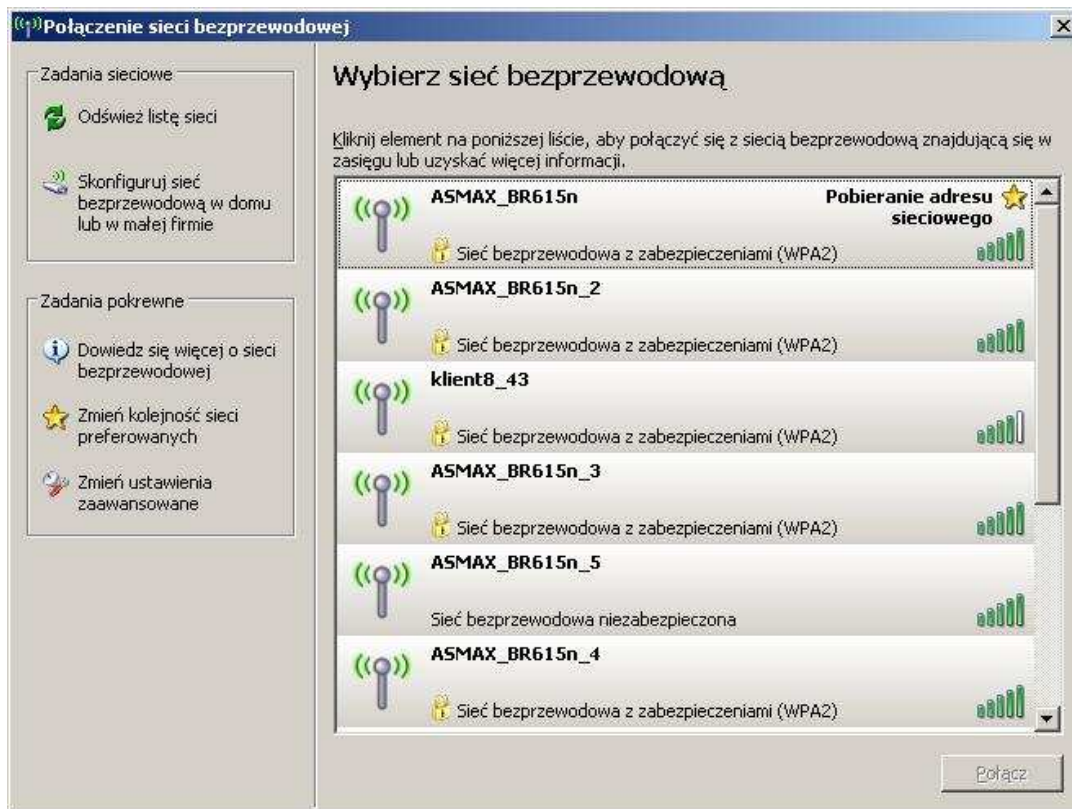 Połączenie sieci bezprzewodowej
Zadania sieciowe
Odśwież listę sieci
Skonfiguruj sieć
bezprzewodową w domu
lub w małej firmie
Zadania pokrewne
Dowiedz się więcej o sieci
bezprzewodowej
Zmień kolejność sieci
preferowanych
Zmień ustawienia
zaawansowane
Wybierz sieć bezprzewodową
Kliknij element na poniższej liście, aby połączyć się z siecią bezprzewodową znajdującą się w
zasięgu lub uzyskać więcej informacji.
ASMAX_BR615n
Pobieranie adresu
sieciowego
Sieć bezprzewodowa z zabezpieczeniami (WPA2)
ASMAX_BR615n_2
Sieć bezprzewodowa z zabezpieczeniami (WPA2)
klient8_43
Sieć bezprzewodowa z zabezpieczeniami (WPA2)
ASMAX_BR615n_3
Sieć bezprzewodowa z zabezpieczeniami (WPA2)
ASMAX_BR615n_5
Sieć bezprzewodowa niezabezpieczona
ASMAX_BR615n_4
Sieć bezprzewodowa z zabezpieczeniami (WPA2)
Połącz